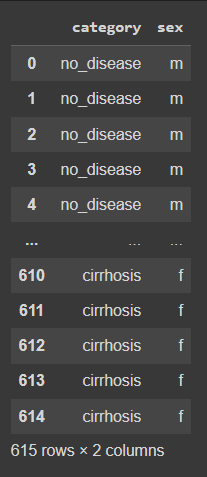 category sex
0 no_disease m
1 no_disease m
2 no_disease m
3 no_disease m
4 no_disease m
... ... ...
610 cirrhosis f
611 cirrhosis f
612 cirrhosis f
613 cirrhosis f
614 cirrhosis f
615 rows × 2 columns